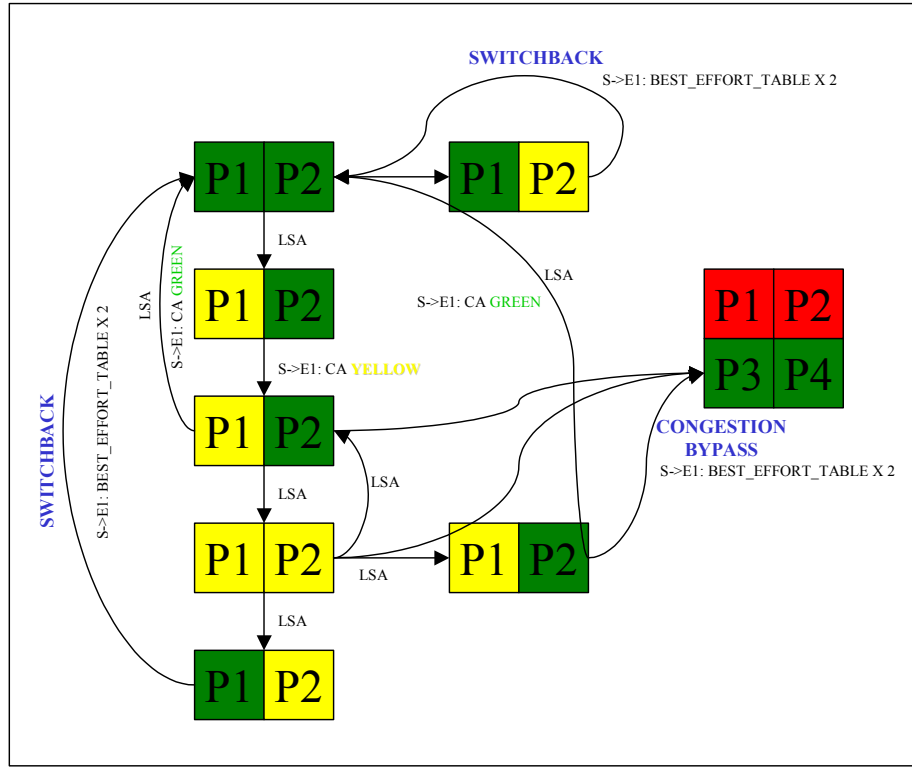 SWITCHBACK
S->E1: BEST_EFFORT_TABLE X 2
P1 P2
P1 P2
LSA
P1 P2
LSA
S->E1: CA GREEN
SWITCHBACK
S->E1: BEST_EFFORT_TABLE X 2
LSA
S->E1: CA GREEN
P1 P2
P3 P4
S->E1: CA YELLOW
P1 P2
CONGESTION
BYPASS
S->E1: BEST_EFFORT_TABLE X 2
LSA
LSA
P1 P2
LSA
P1 P2
LSA
P1 P2